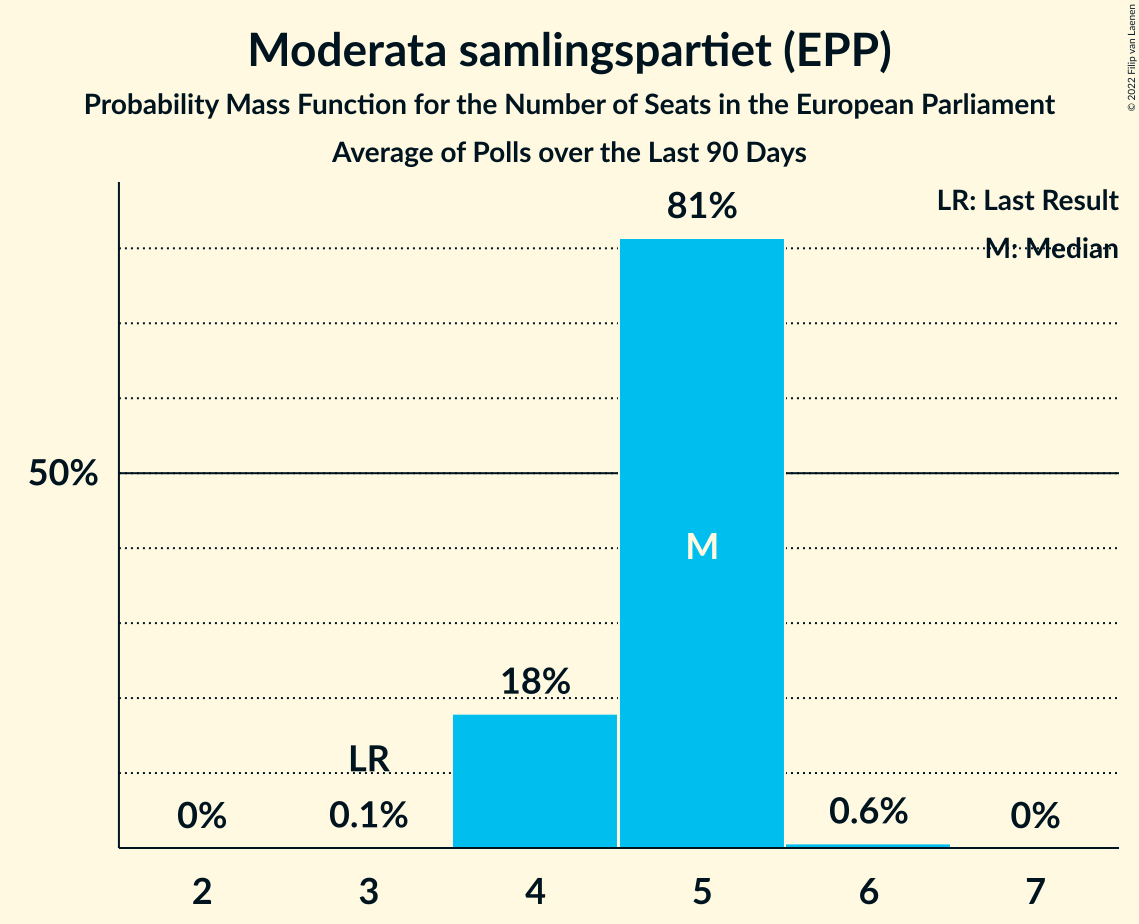 Moderata samlingspartiet (EPP)
Probability Mass Function for the Number of Seats in the European Parliament
Average of Polls over the Last 90 Days
© 2022 Filip van Laenen
LR: Last Result
M: Median
81%
50%
M
18%
LR
0%
0.1%
0.6%
0%
2
3
4
5
6
7